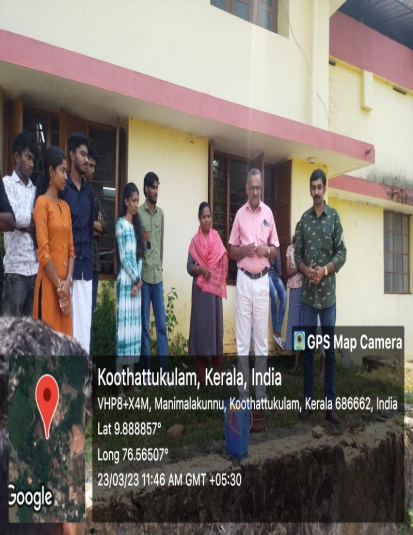 GPS Map Camera
Koothattukulam, Kerala, India
VHP8+X4M, Manimalakunnu, Koothattukulam, Kerala 686662, India
Lat 9.888857°
Long 76.56507°
23/03/23 11:46 AM GMT +05:30
Google